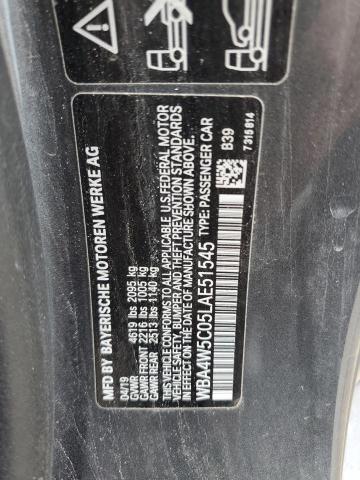 MFD BY BAYERISCHE MOTOREN WERKE AG
04/19
GVWR 4619 lbs 2095 kg
GAWR FRONT 2216 lbs 1005 kg
GAWR REAR 2513 lbs 1140 kg
THIS VEHICLE CONFORMS TO ALL APPLICABLE U.S. FEDERAL MOTOR
VEHICLE SAFETY, BUMPER AND THEFT PREVENTION STANDARDS
IN EFFECT ON THE DATE OF MANUFACTURE SHOWN ABOVE.
WBA4W5C05LAE51545 TYPE: PASSENGER CAR
B39
7 315 814